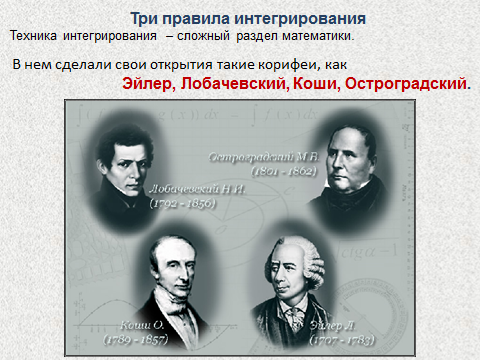 Три правила интегрирования
Техника интегрирования – сложный раздел математики.
В нем сделали свои открытия такие корифеи, как
Эйлер, Лобачевский, Коши, Остроградский.
Остроградский М.В.
(1801 - 1862)
Лобачевский Н.И.
(1792 - 1856)
Коши О.
(1789 - 1857)
Эйлер Л.
(1707 - 1783)